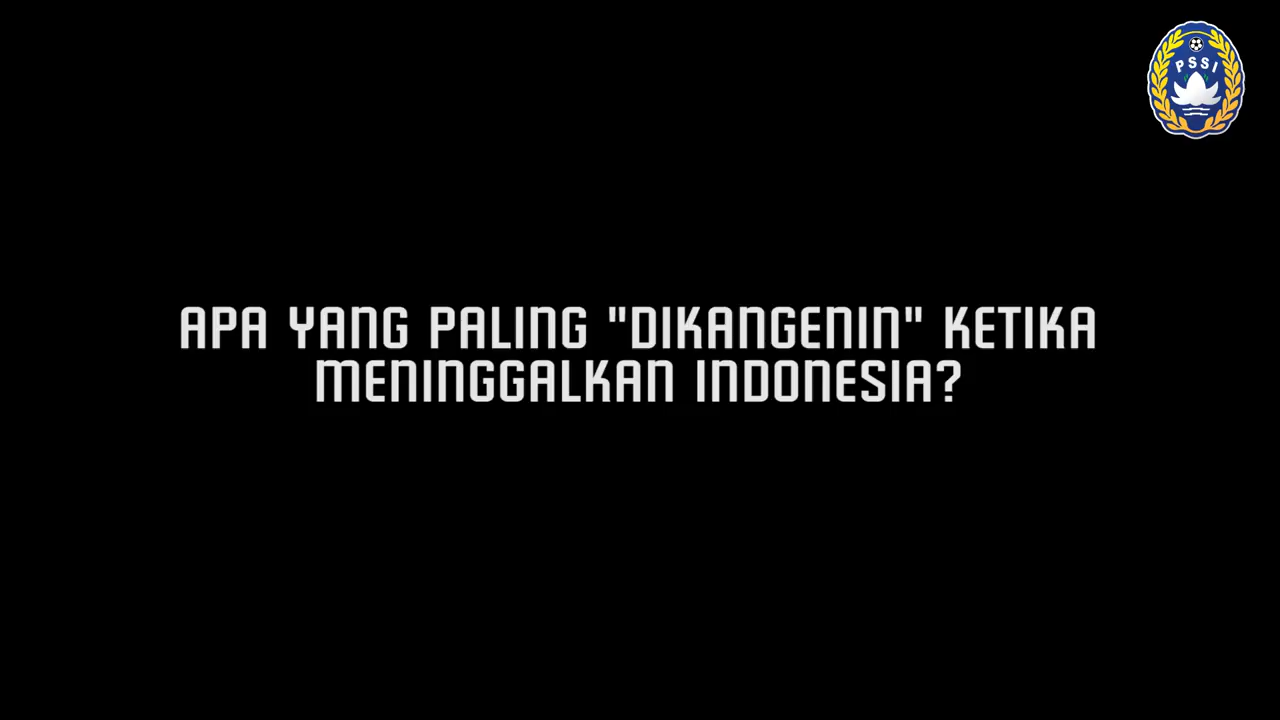 PSSI
APA YANG PALING "DIKANGENIN" KETIKA
MENINGGALKAN INDONESIA?